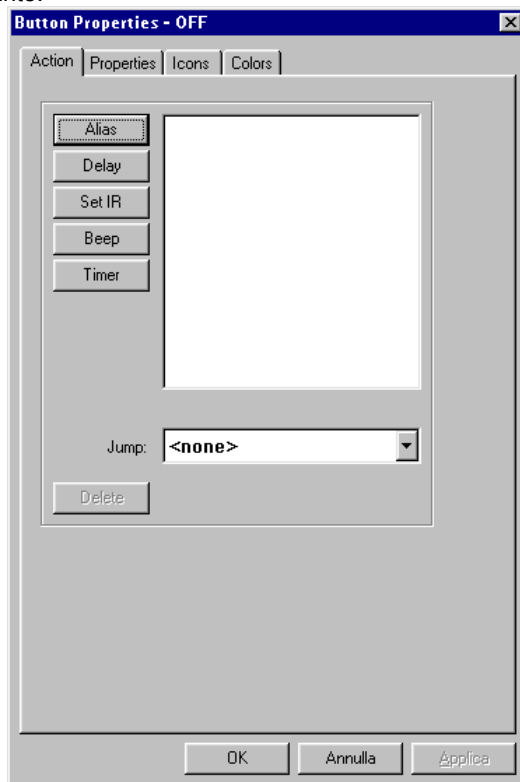 Button Properties - OFF
Action Properties Icons Colors
Alias
Delay
Set IR
Beep
Timer
Jump: <none>
Delete
OK Annulla Applica